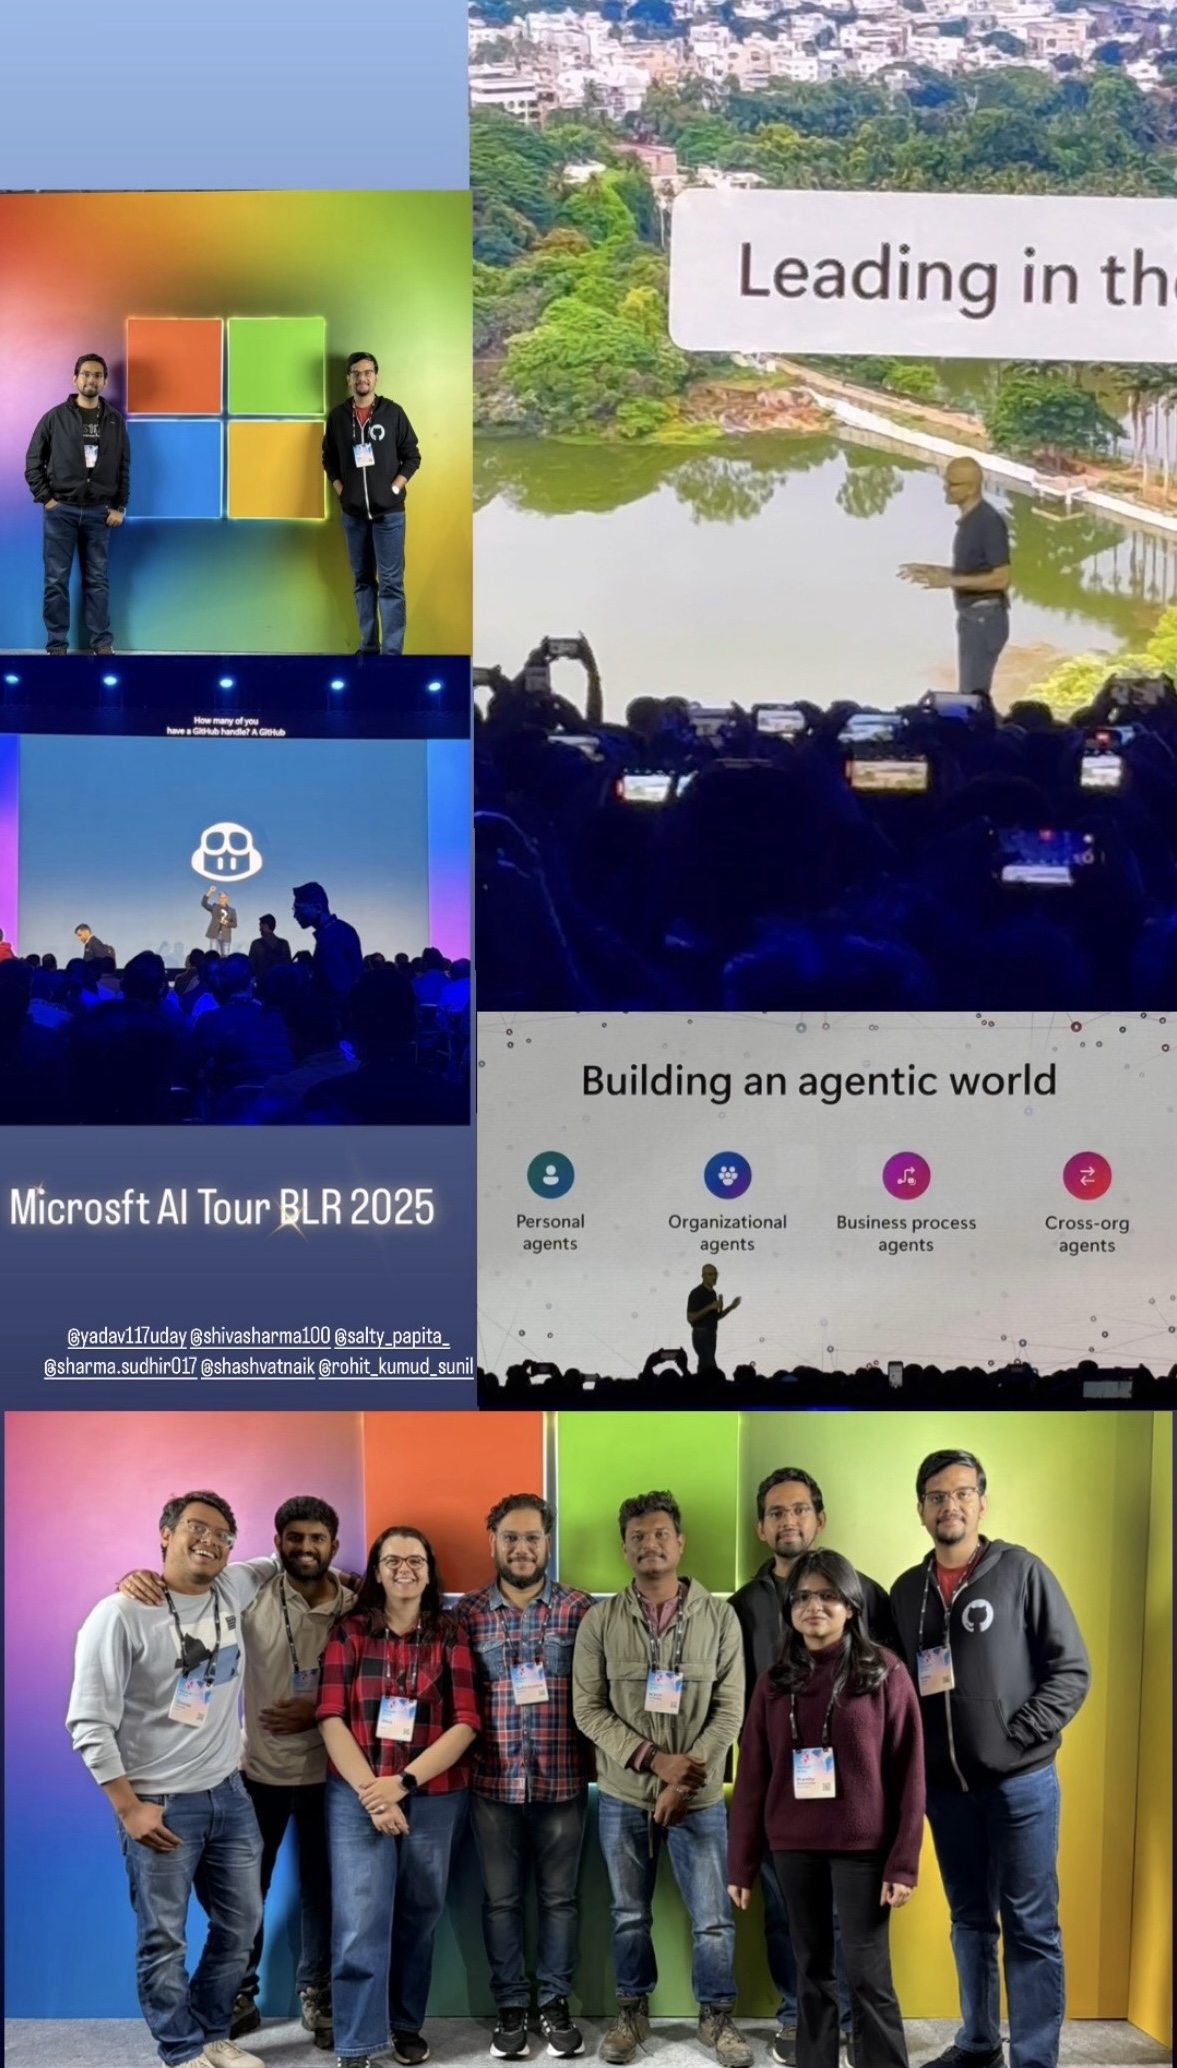 Leading in the
How many of you
have a GitHub handle? A GitHub
Building an agentic world
Personal
agents
Organizational
agents
Business process
agents
Cross-org
agents
Microsft AI Tour BLR 2025
@yadav117uday @shivasharma100 @salty_papita_
@sharma.sudhir017 @shashvatnaik @rohit_kumud_sunil